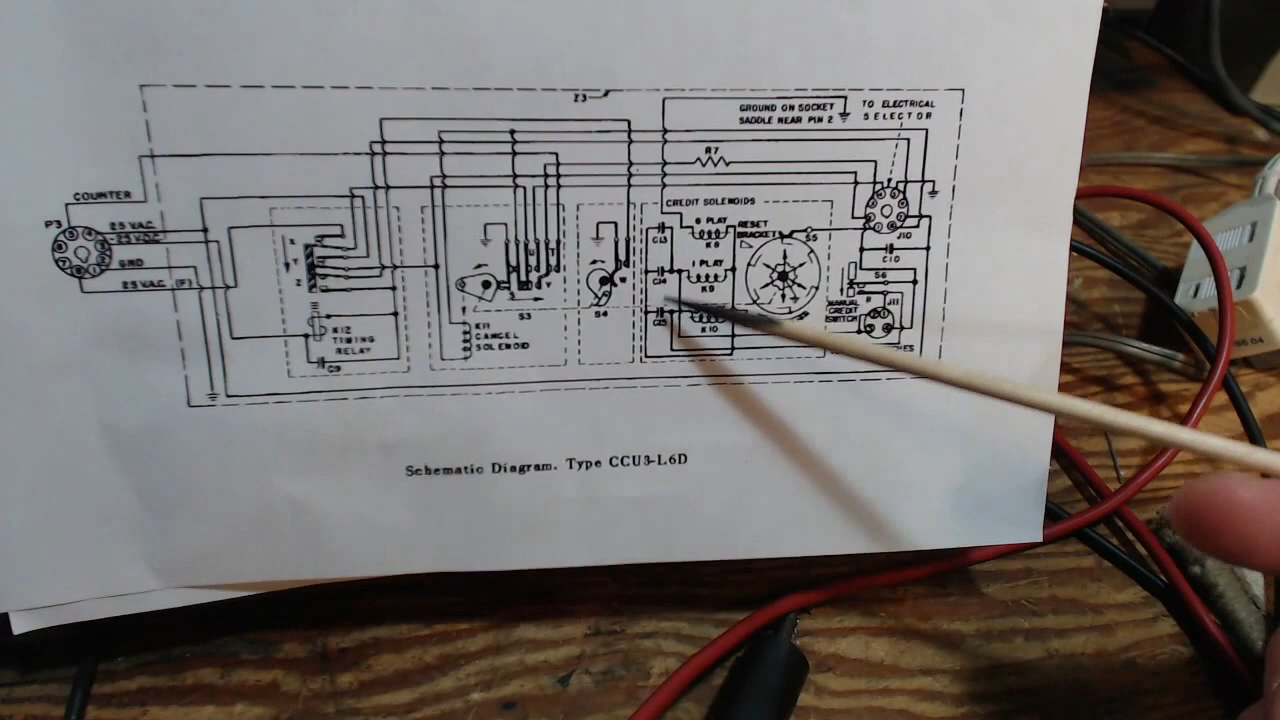 Z3
GROUND ON SOCKET
SADDLE NEAR PIN 2
TO ELECTRICAL
SELECTOR
R7
COUNTER
P3
25 VAC
25 V.D.C.
GND
25 VAC (F)
CREDIT SOLENOIDS
6 PLAY
K8
RESET
BRACKET
S5
J10
C13
C10
1 PLAY
K9
C14
S6
R
J11
MANUAL
CREDIT
SWITCH
C25
K10
X
Y
Z
K12
TIMING
RELAY
C9
K11
CANCEL
SOLENOID
S3
Y
W
S4
Schematic Diagram. Type CCU3-L6D